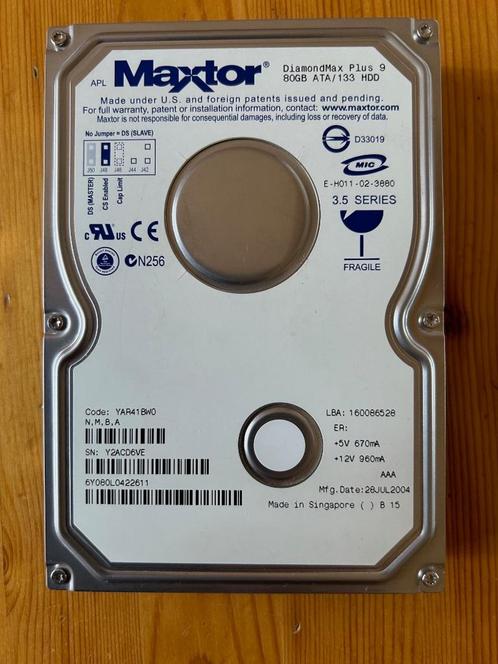 APL Maxtor
DiamondMax Plus 9
80GB ATA/133 HDD
Made under U.S. and foreign patents issued and pending.
For full warranty, patent or installation information, contact: www.maxtor.com
Maxtor is not responsible for consequential damages, including loss or recovery of data.
No Jumper = DS (SLAVE)
J50 J48 J46 J44 J42
DS (MASTER)
CS Enabled
Cap Limit
D33019
MIC
E-H011-02-3880
3.5 SERIES
FRAGILE
c UR us CE
N256
Code: YAR41BW0
N,M,B,A
SN: Y2ACD6VE
6Y080L0422611
LBA: 160086528
ER:
+5V 670mA
+12V 960mA
AAA
Mfg.Date:28JUL2004
Made in Singapore ( ) B 15